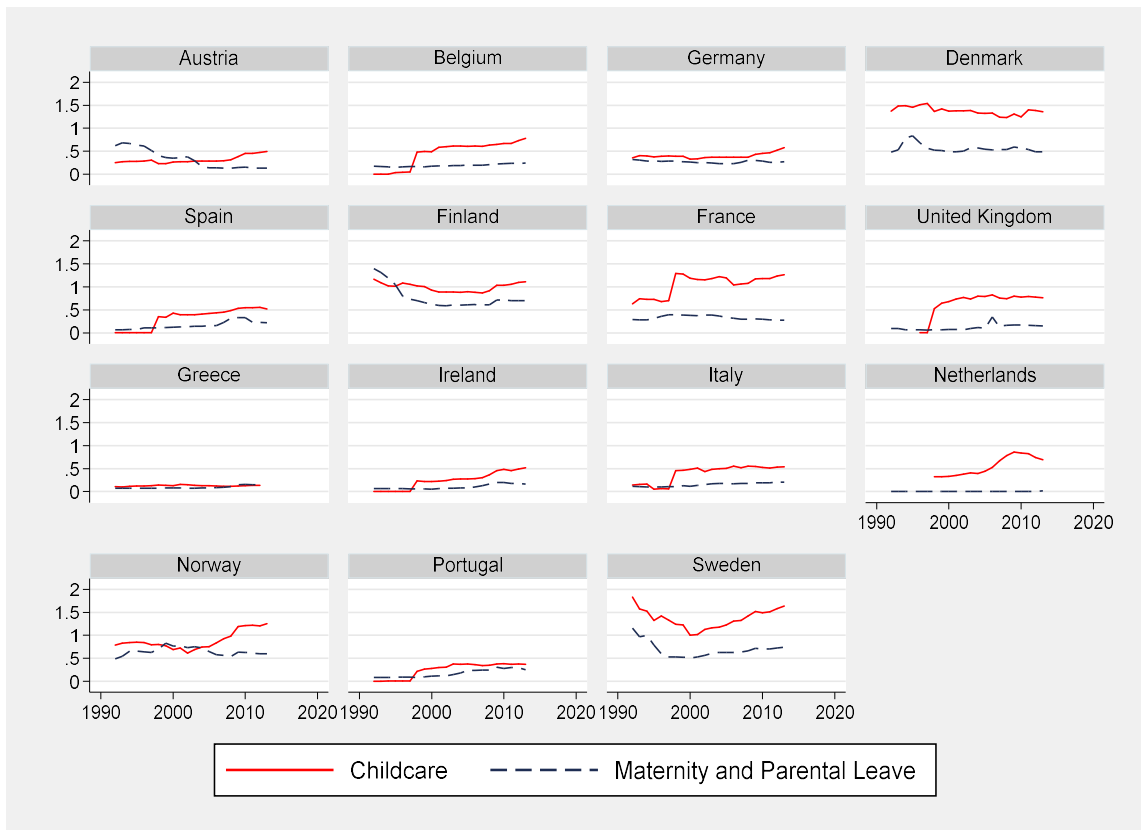 Austria Belgium Germany Denmark
2
1.5
1
.5
0
Spain Finland France United Kingdom
2
1.5
1
.5
0
Greece Ireland Italy Netherlands
2
1.5
1
.5
0
1990 2000 2010 2020
Norway Portugal Sweden
2
1.5
1
.5
0
1990 2000 2010 2020 1990 2000 2010 2020 1990 2000 2010 2020
Childcare Maternity and Parental Leave